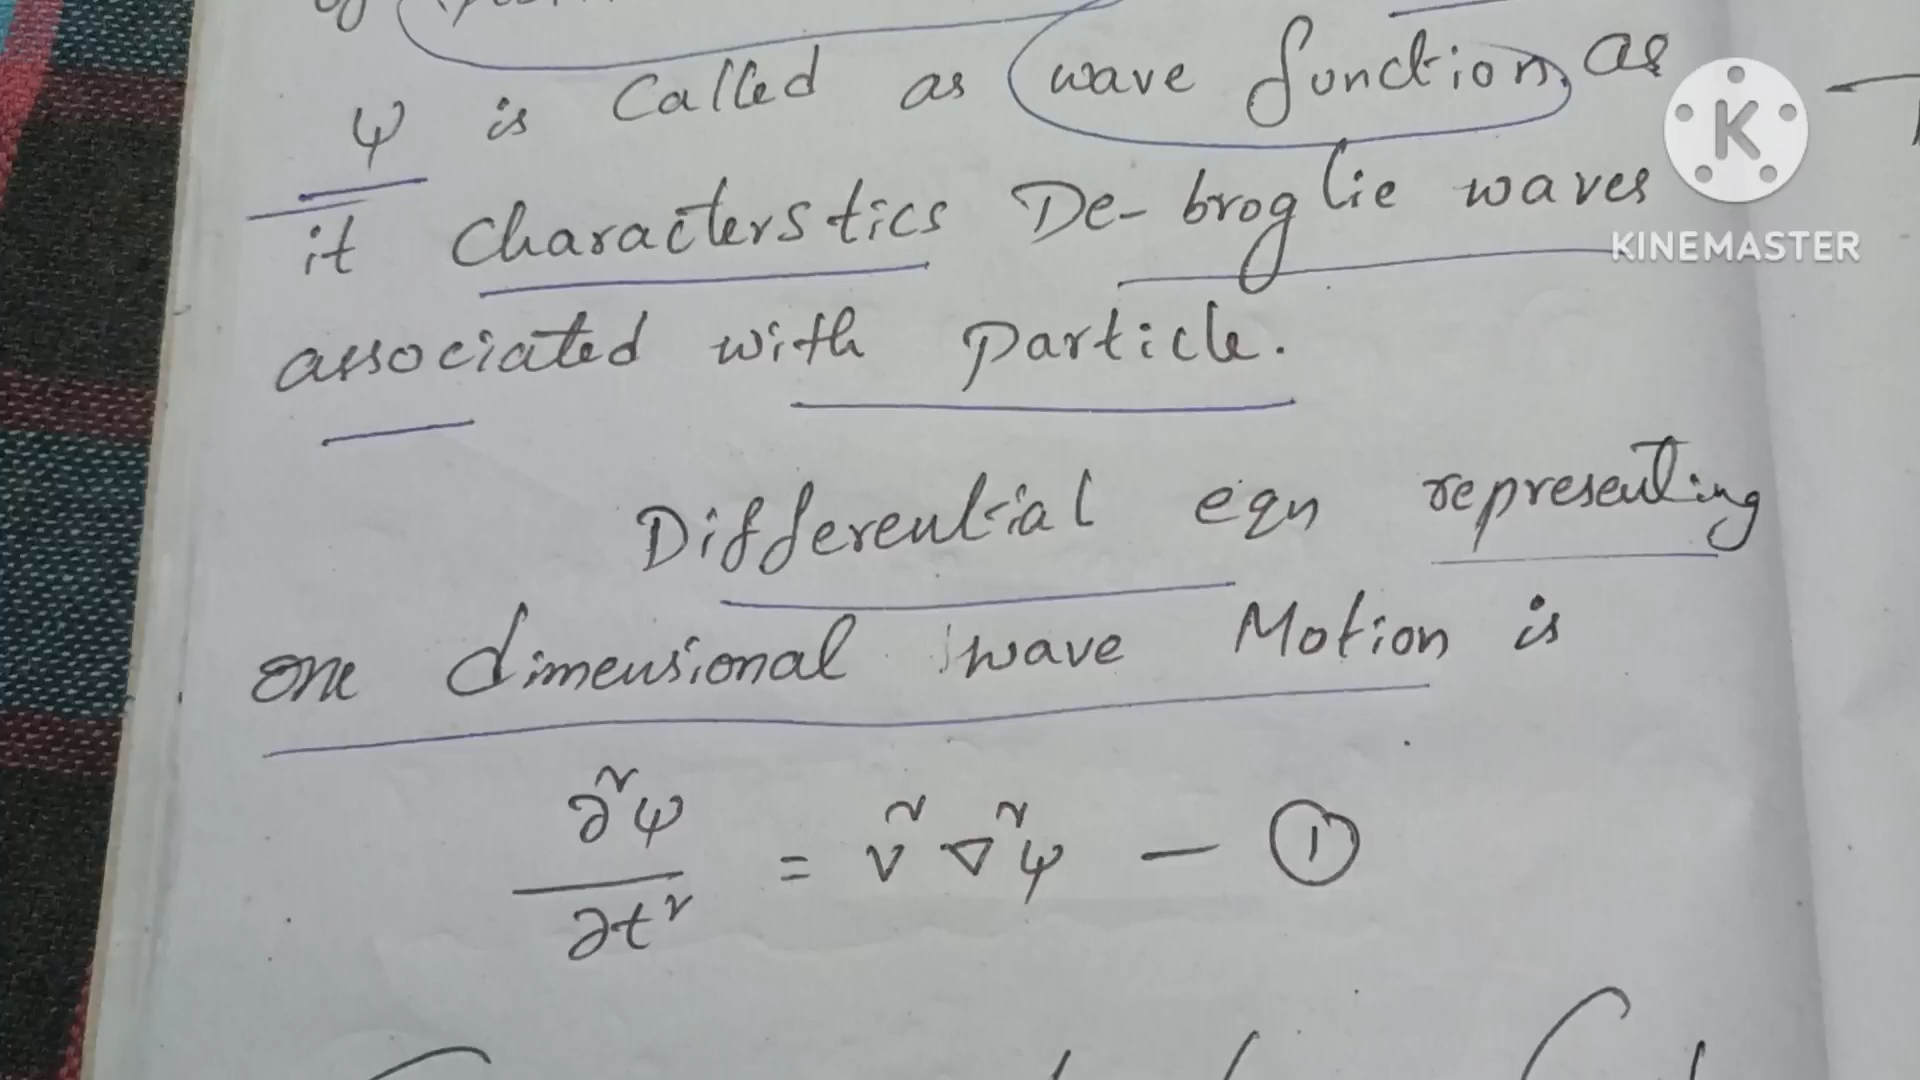 ψ is Called as wave function as
it Characterstics De-broglie waves
associated with particle.
Differential eqn representing
one dimensional wave Motion is
∂²ψ/∂t² = v² ∇²ψ — ①
K
KINEMASTER